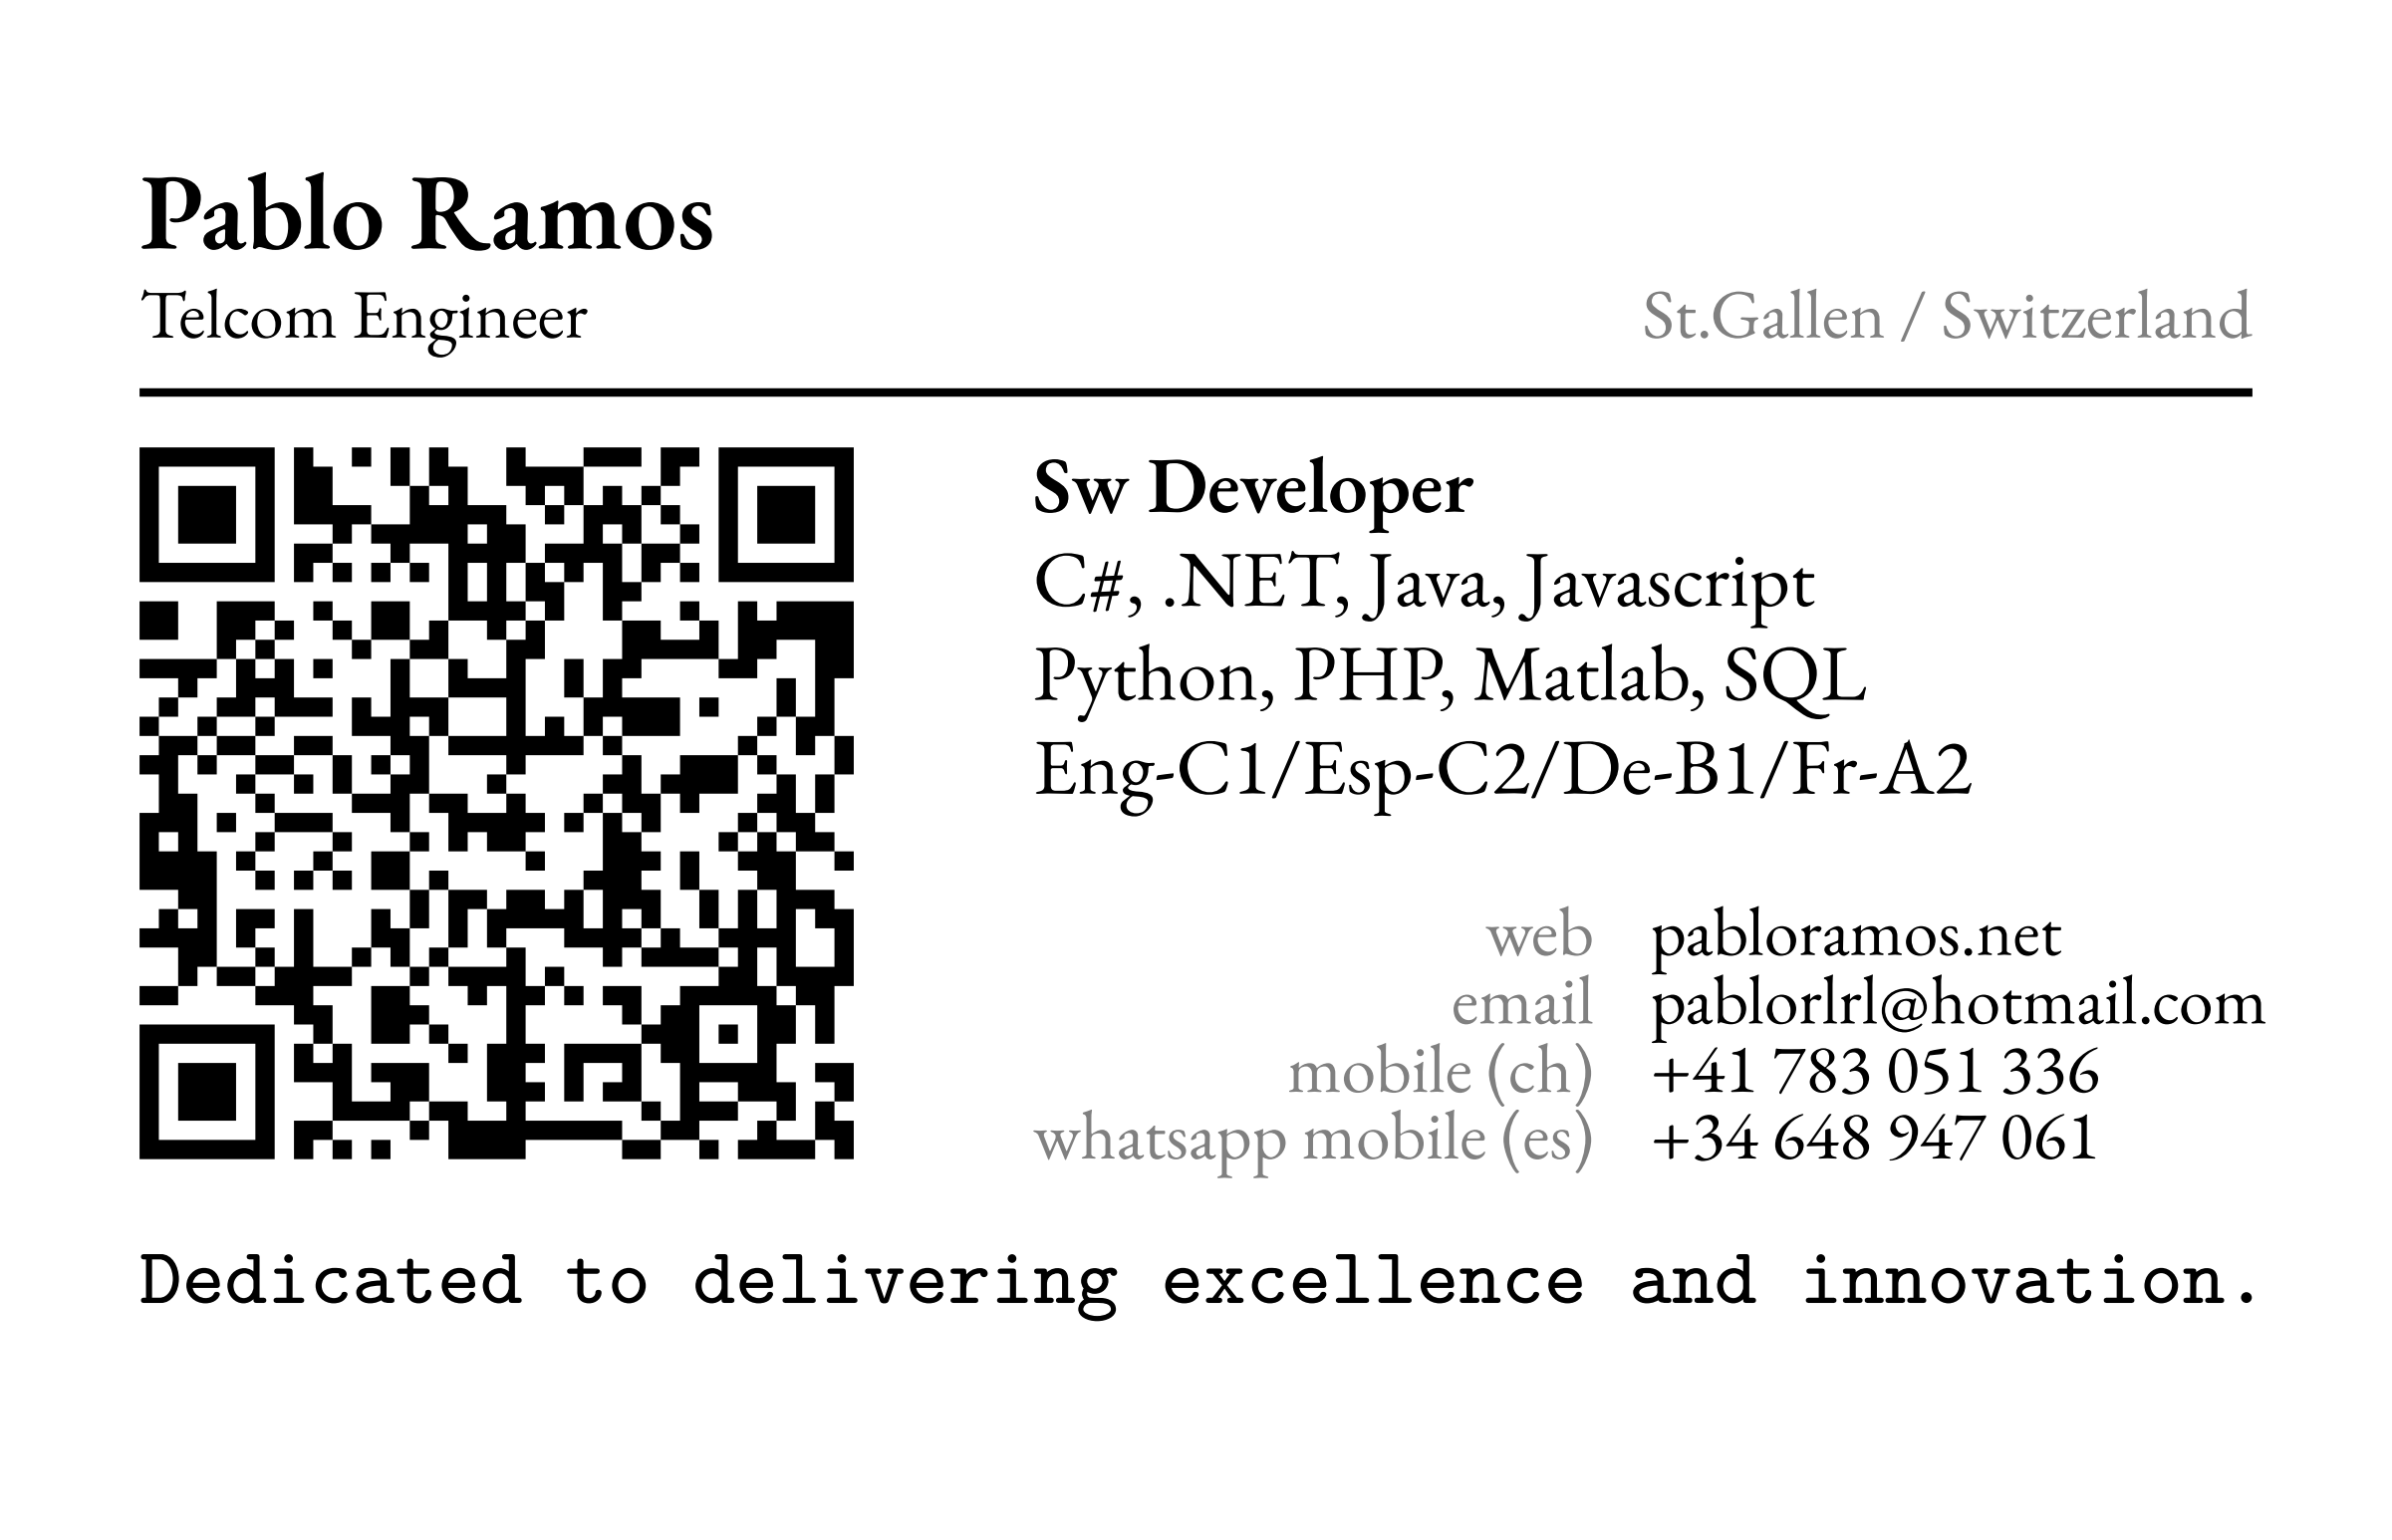 Pablo Ramos
Telcom Engineer
St.Gallen / Switzerland
Sw Developer
C#, .NET, Java, Javascript
Python, PHP, Matlab, SQL
Eng-C1/Esp-C2/De-B1/Fr-A2
web pabloramos.net
email pablorlrl@hotmail.com
mobile (ch) +41 783 051 336
whatsapp mobile(es) +34 648 947 061
Dedicated to delivering excellence and innovation.